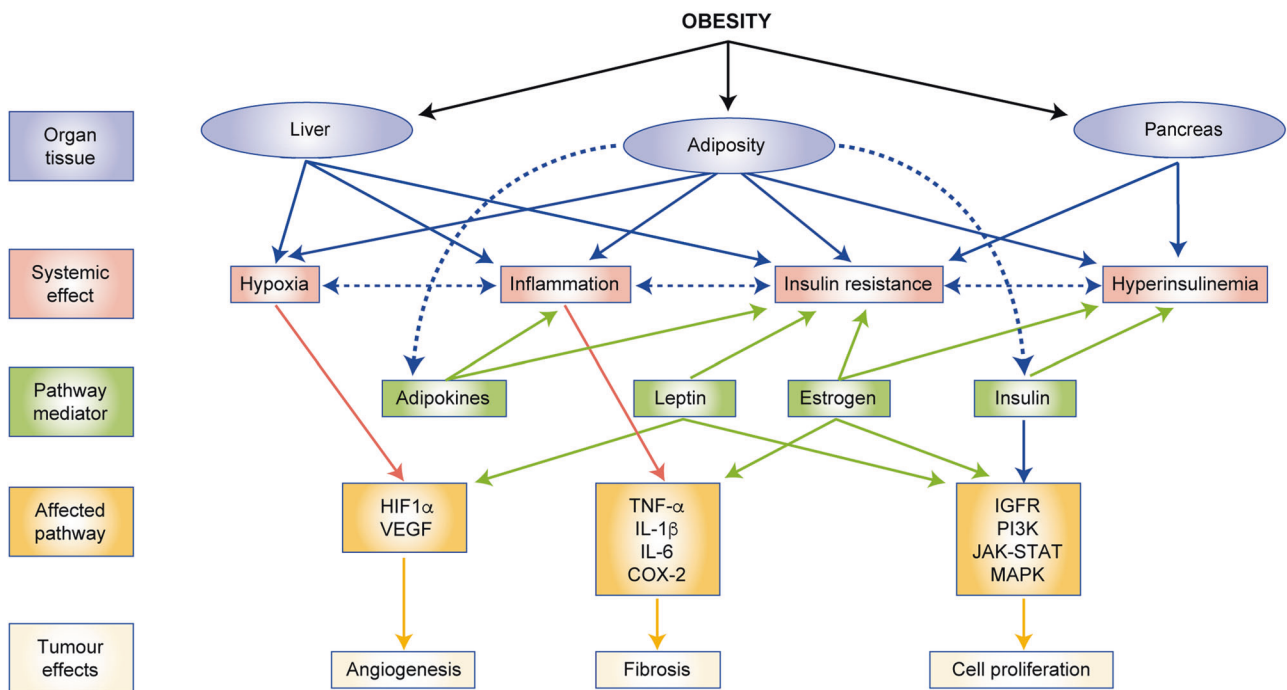 OBESITY
Organ
tissue
Liver
Adiposity
Pancreas
Systemic
effect
Hypoxia
Inflammation
Insulin resistance
Hyperinsulinemia
Pathway
mediator
Adipokines
Leptin
Estrogen
Insulin
Affected
pathway
HIF1α
VEGF
TNF-α
IL-1β
IL-6
COX-2
IGFR
PI3K
JAK-STAT
MAPK
Tumour
effects
Angiogenesis
Fibrosis
Cell proliferation